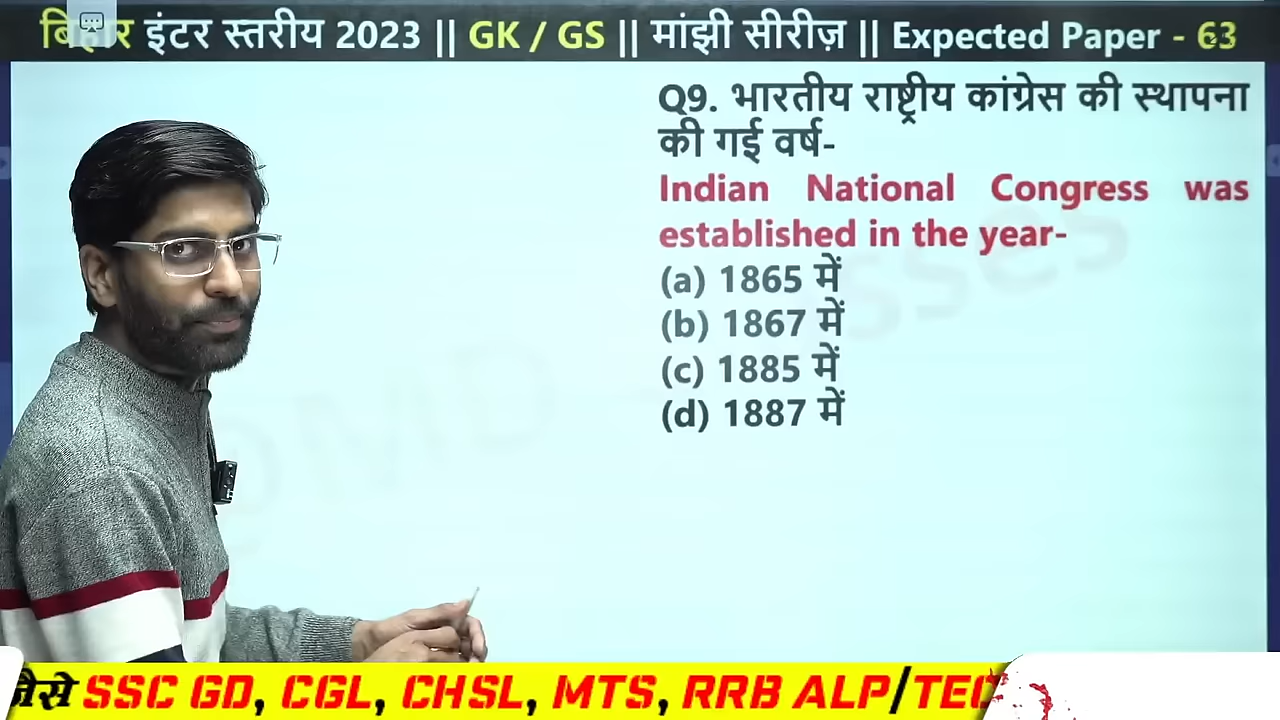 बिहार इंटर स्तरीय 2023 || GK / GS || मांझी सीरीज़ || Expected Paper - 63
Q9. भारतीय राष्ट्रीय कांग्रेस की स्थापना
की गई वर्ष-
Indian National Congress was
established in the year-
(a) 1865 में
(b) 1867 में
(c) 1885 में
(d) 1887 में
SSC GD, CGL, CHSL, MTS, RRB ALP/TEC